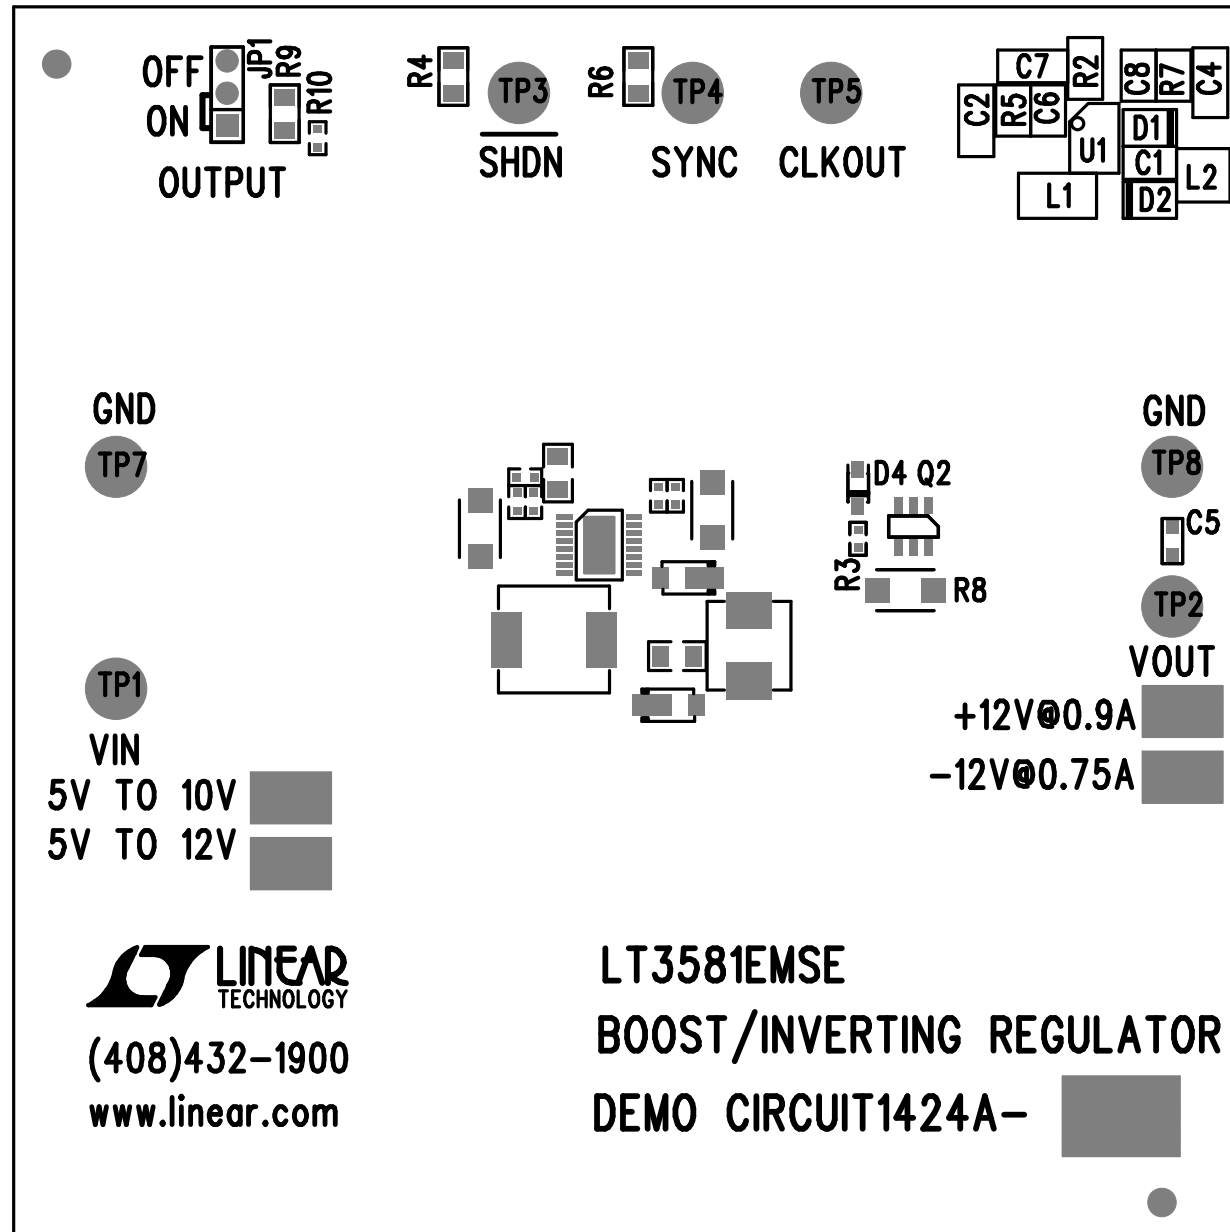 OFF
ON
OUTPUT
JP1
R9
R10
R4
TP3
SHDN
R6
TP4
SYNC
TP5
CLKOUT
C7
R2
C8
R7
C4
C2
R5
C6
U1
D1
C1
L2
L1
D2
GND
TP7
D4 Q2
R3
R8
GND
TP8
C5
TP2
VOUT
+12V@0.9A
-12V@0.75A
TP1
VIN
5V TO 10V
5V TO 12V
LINEAR
TECHNOLOGY
(408)432-1900
www.linear.com
LT3581EMSE
BOOST/INVERTING REGULATOR
DEMO CIRCUIT1424A-